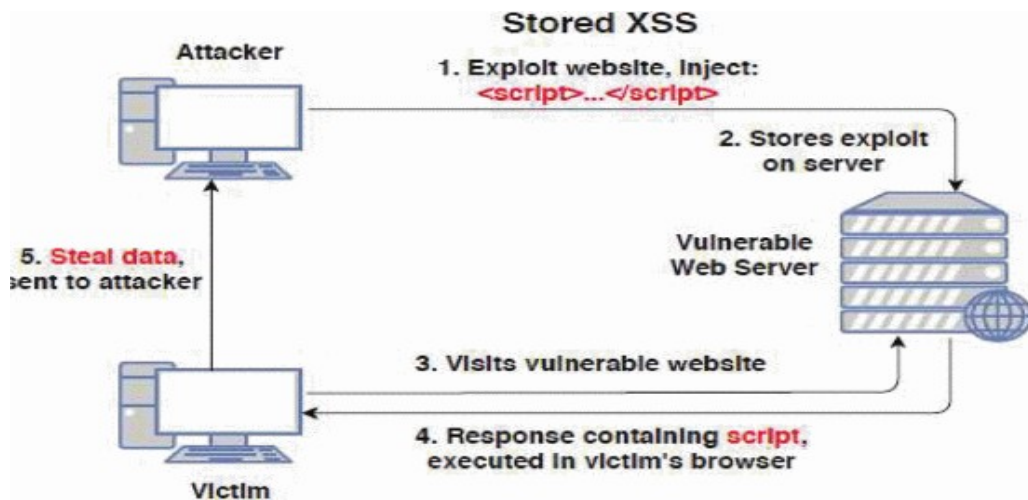 Stored XSS
Attacker
1. Exploit website, inject:
<script>...</script>
2. Stores exploit
on server
Vulnerable
Web Server
5. Steal data,
sent to attacker
3. Visits vulnerable website
4. Response containing script,
executed in victim's browser
Victim